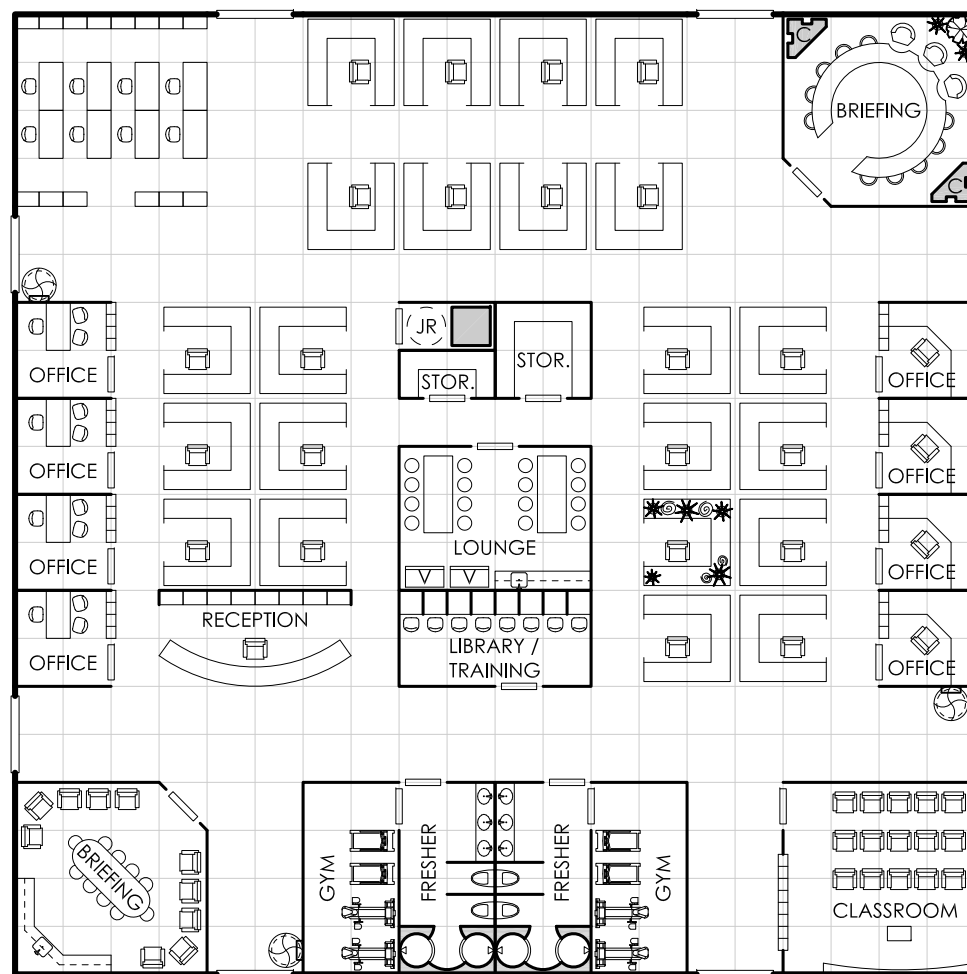 C
BRIEFING
C
JR
STOR.
STOR.
OFFICE
OFFICE
OFFICE
OFFICE
OFFICE
OFFICE
LOUNGE
V V
RECEPTION
LIBRARY /
TRAINING
OFFICE
OFFICE
BRIEFING
GYM
FRESHER
FRESHER
GYM
CLASSROOM